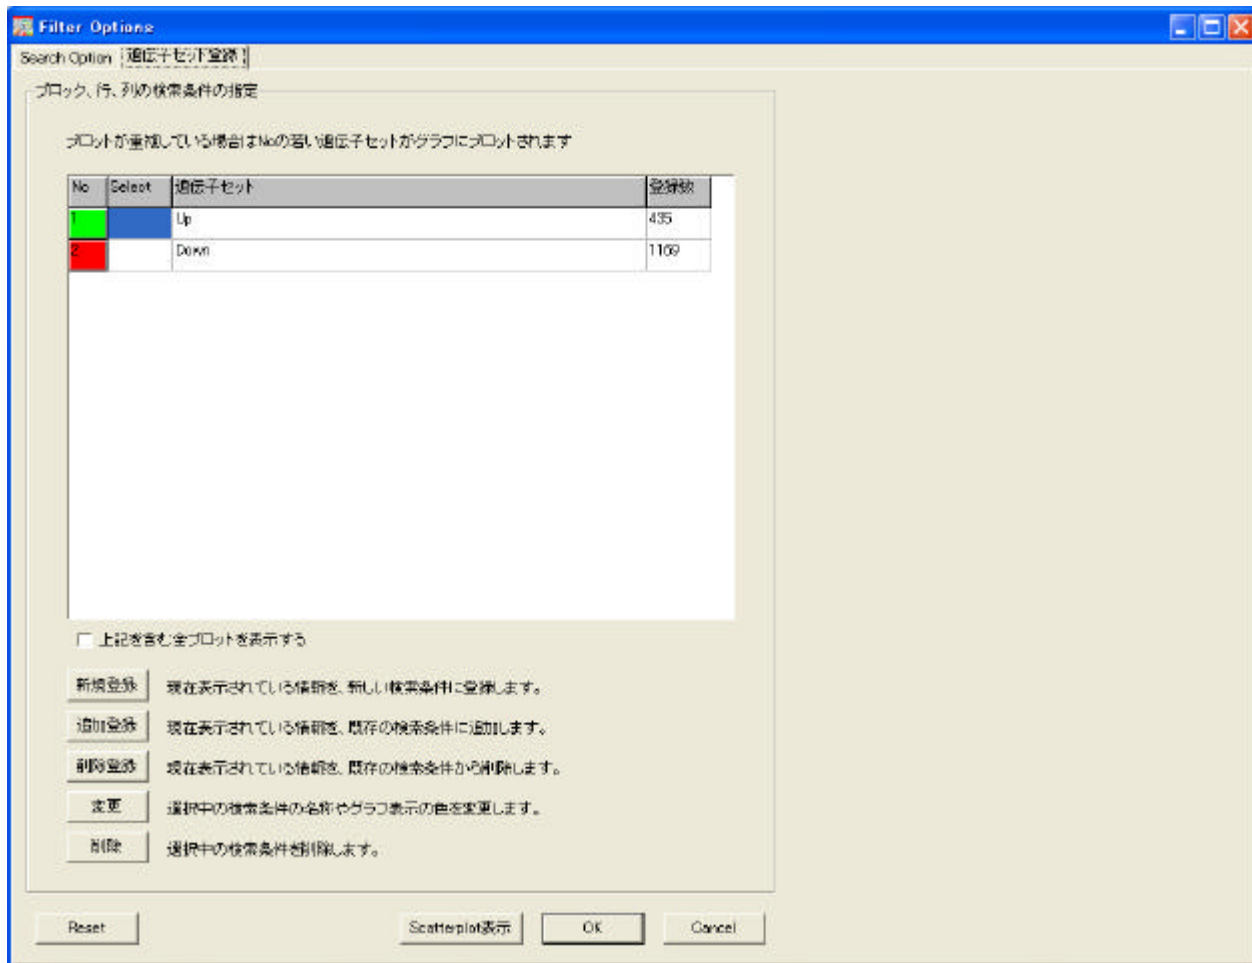 Filter Options
Search Option 遺伝子セット登録
ブロック、行、列の検索条件の指定
プロットが重複している場合はNoの若い遺伝子セットがグラフにプロットされます
No Select 遺伝子セット 登録数
1 Up 435
2 Down 1169
上記を含む全プロットを表示する
新規登録 現在表示されている情報を、新しい検索条件に登録します。
追加登録 現在表示されている情報を、既存の検索条件に追加します。
削除登録 現在表示されている情報を、既存の検索条件から削除します。
変更 選択中の検索条件の名称やグラフ表示の色を変更します。
削除 選択中の検索条件を削除します。
Reset Scatterplot表示 OK Cancel